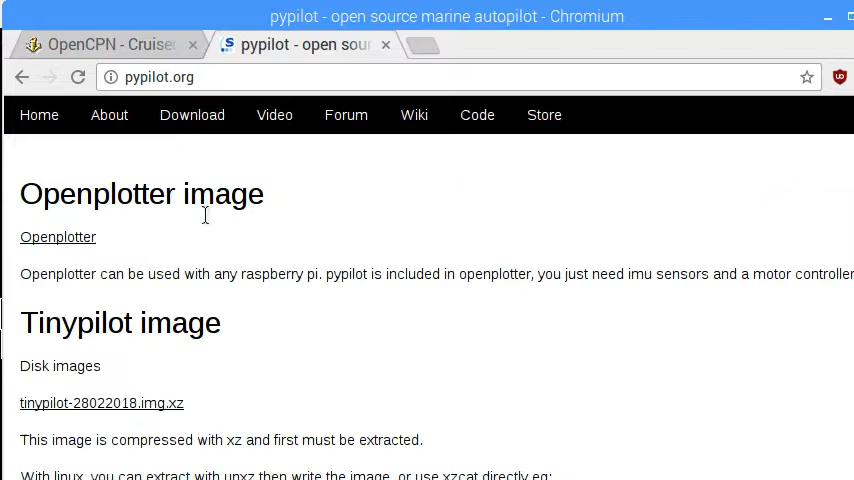 pypilot - open source marine autopilot - Chromium
OpenCPN - Cruise
pypilot - open sour
pypilot.org
Home About Download Video Forum Wiki Code Store
Openplotter image
Openplotter
Openplotter can be used with any raspberry pi. pypilot is included in openplotter, you just need imu sensors and a motor controller
Tinypilot image
Disk images
tinypilot-28022018.img.xz
This image is compressed with xz and first must be extracted.
With linux, you can extract with unxz then write the image, or use xzcat directly eg: